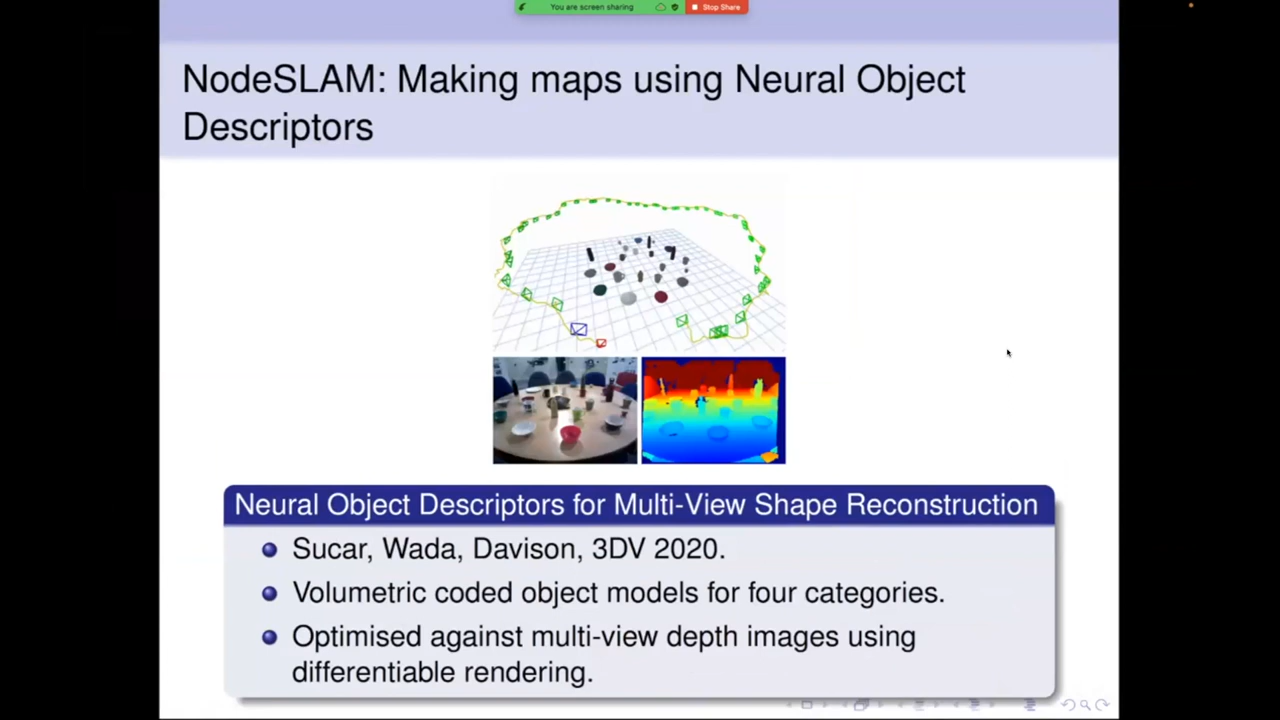 You are screen sharing
Stop Share
NodeSLAM: Making maps using Neural Object
Descriptors
Neural Object Descriptors for Multi-View Shape Reconstruction
Sucar, Wada, Davison, 3DV 2020.
Volumetric coded object models for four categories.
Optimised against multi-view depth images using
differentiable rendering.